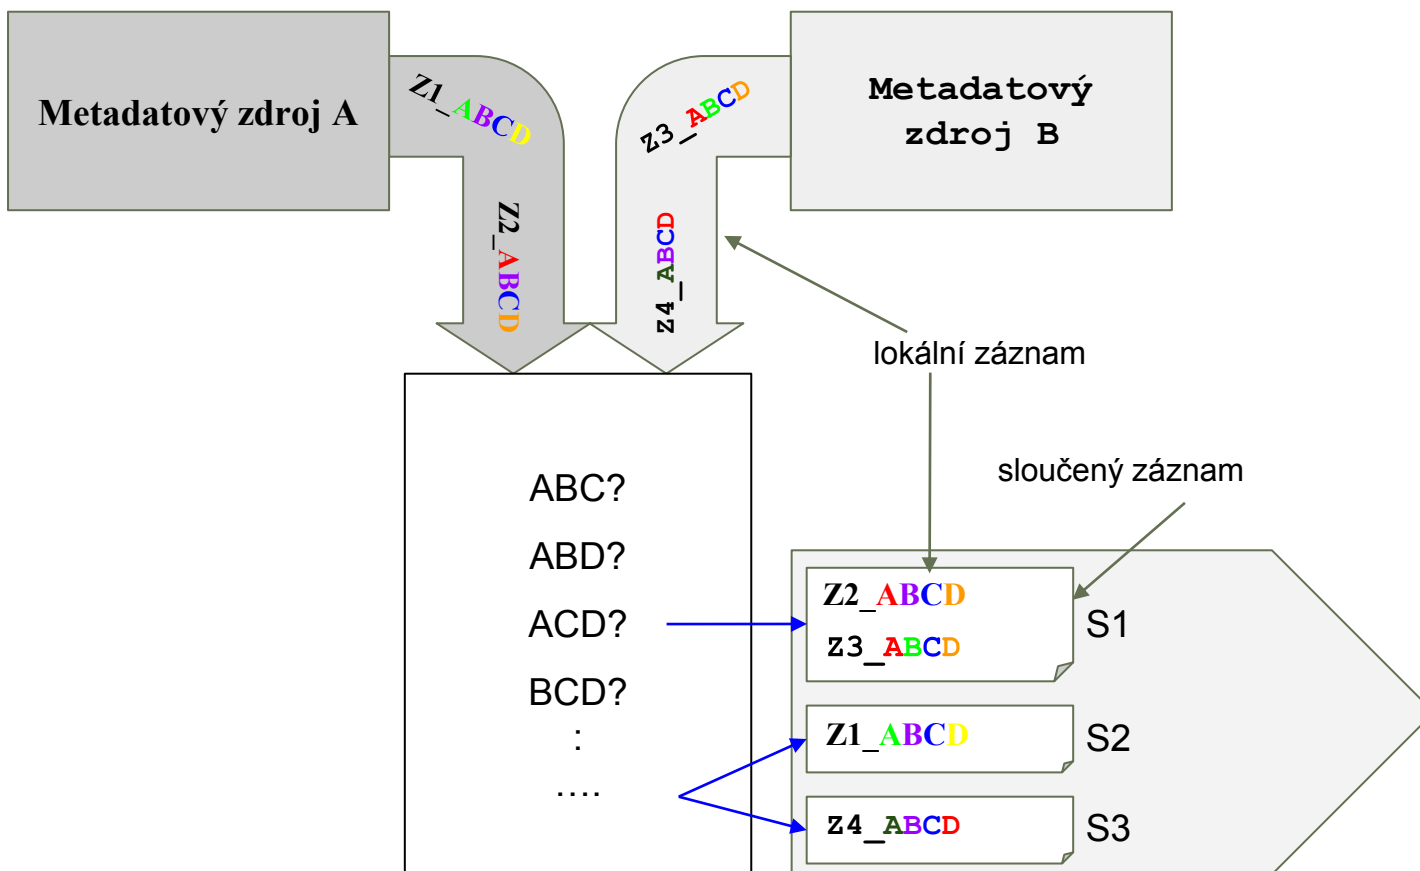 Metadatový zdroj A
Z1_ABCD
Z2_ABCD
Z3_ABCD
Z4_ABCD
Metadatový
zdroj B
lokální záznam
sloučený záznam
ABC?
ABD?
ACD?
BCD?
:
....
Z2_ABCD
Z3_ABCD
S1
Z1_ABCD
S2
Z4_ABCD
S3